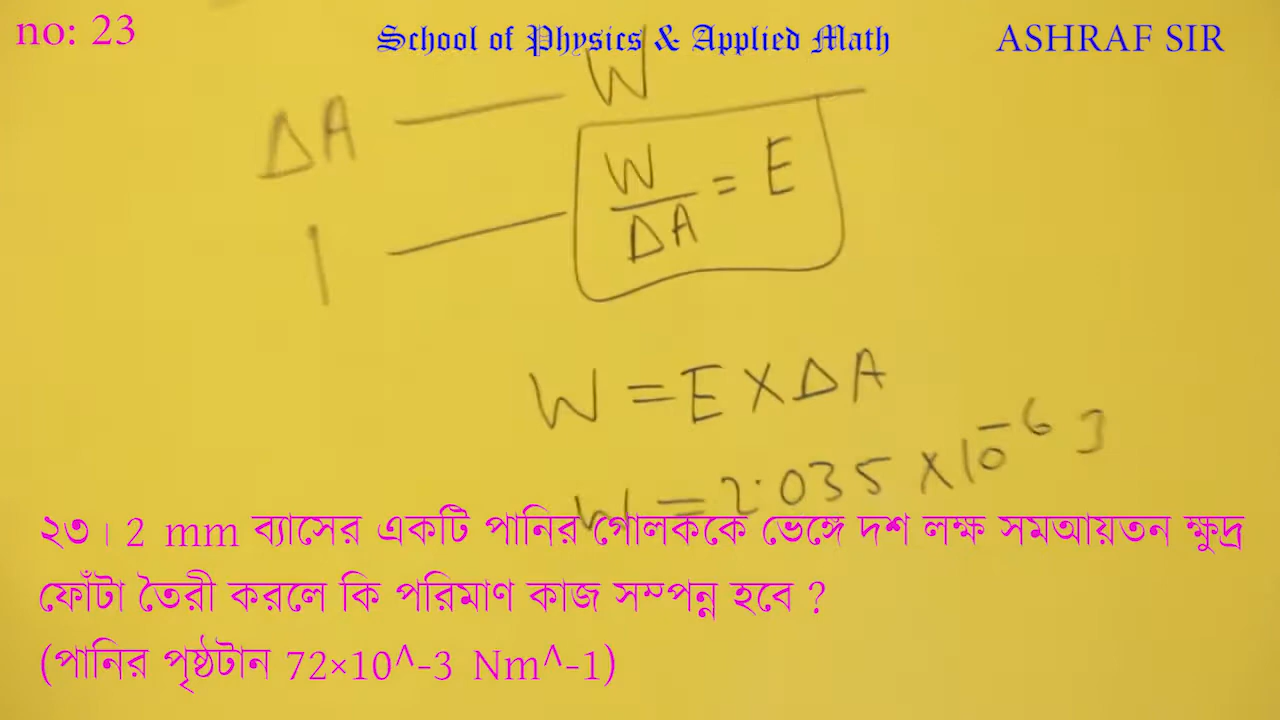 no: 23
School of Physics & Applied Math
ASHRAF SIR
ΔA — W
1 — W/ΔA = E
W = E X ΔA
W = 2.035 X 10^-6 J
২৩। 2 mm ব্যাসের একটি পানির গোলককে ভেঙ্গে দশ লক্ষ সমআয়তন ক্ষুদ্র
ফোঁটা তৈরী করলে কি পরিমাণ কাজ সম্পন্ন হবে ?
(পানির পৃষ্ঠটান 72×10^-3 Nm^-1)